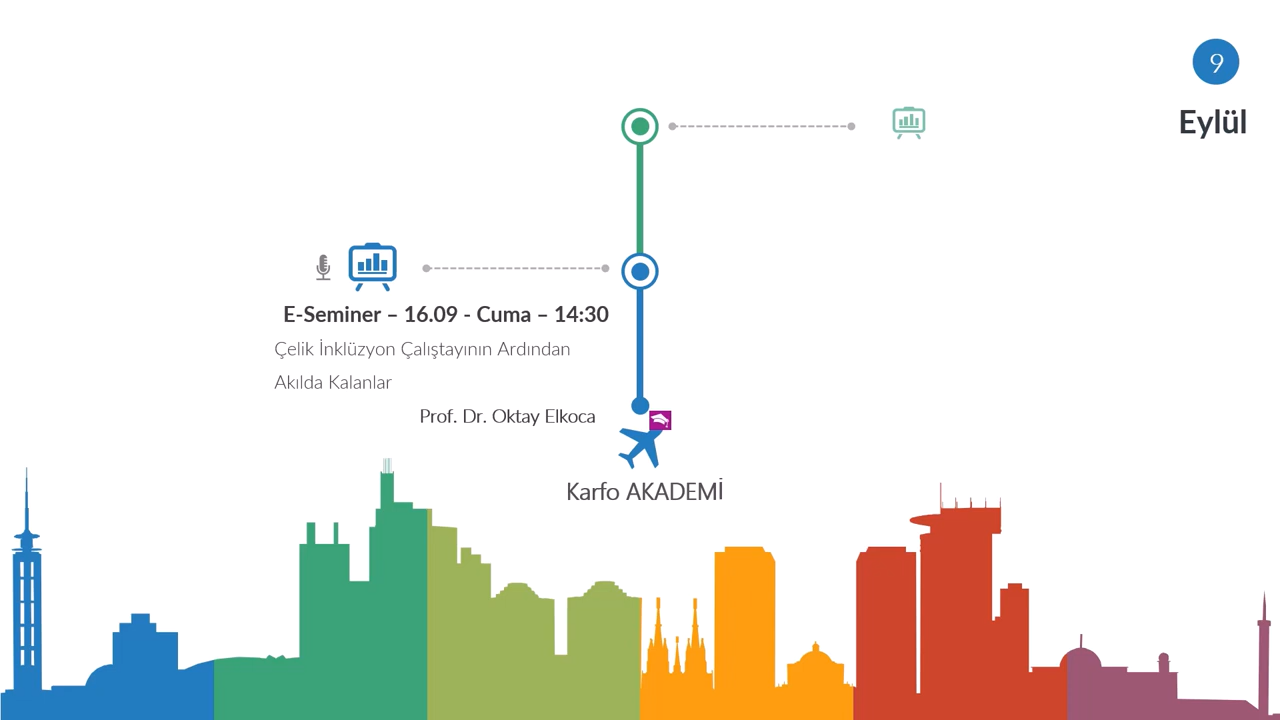 9
Eylül
E-Seminer – 16.09 - Cuma – 14:30
Çelik İnklüzyon Çalıştayının Ardından
Akılda Kalanlar
Prof. Dr. Oktay Elkoca
Karfo AKADEMİ